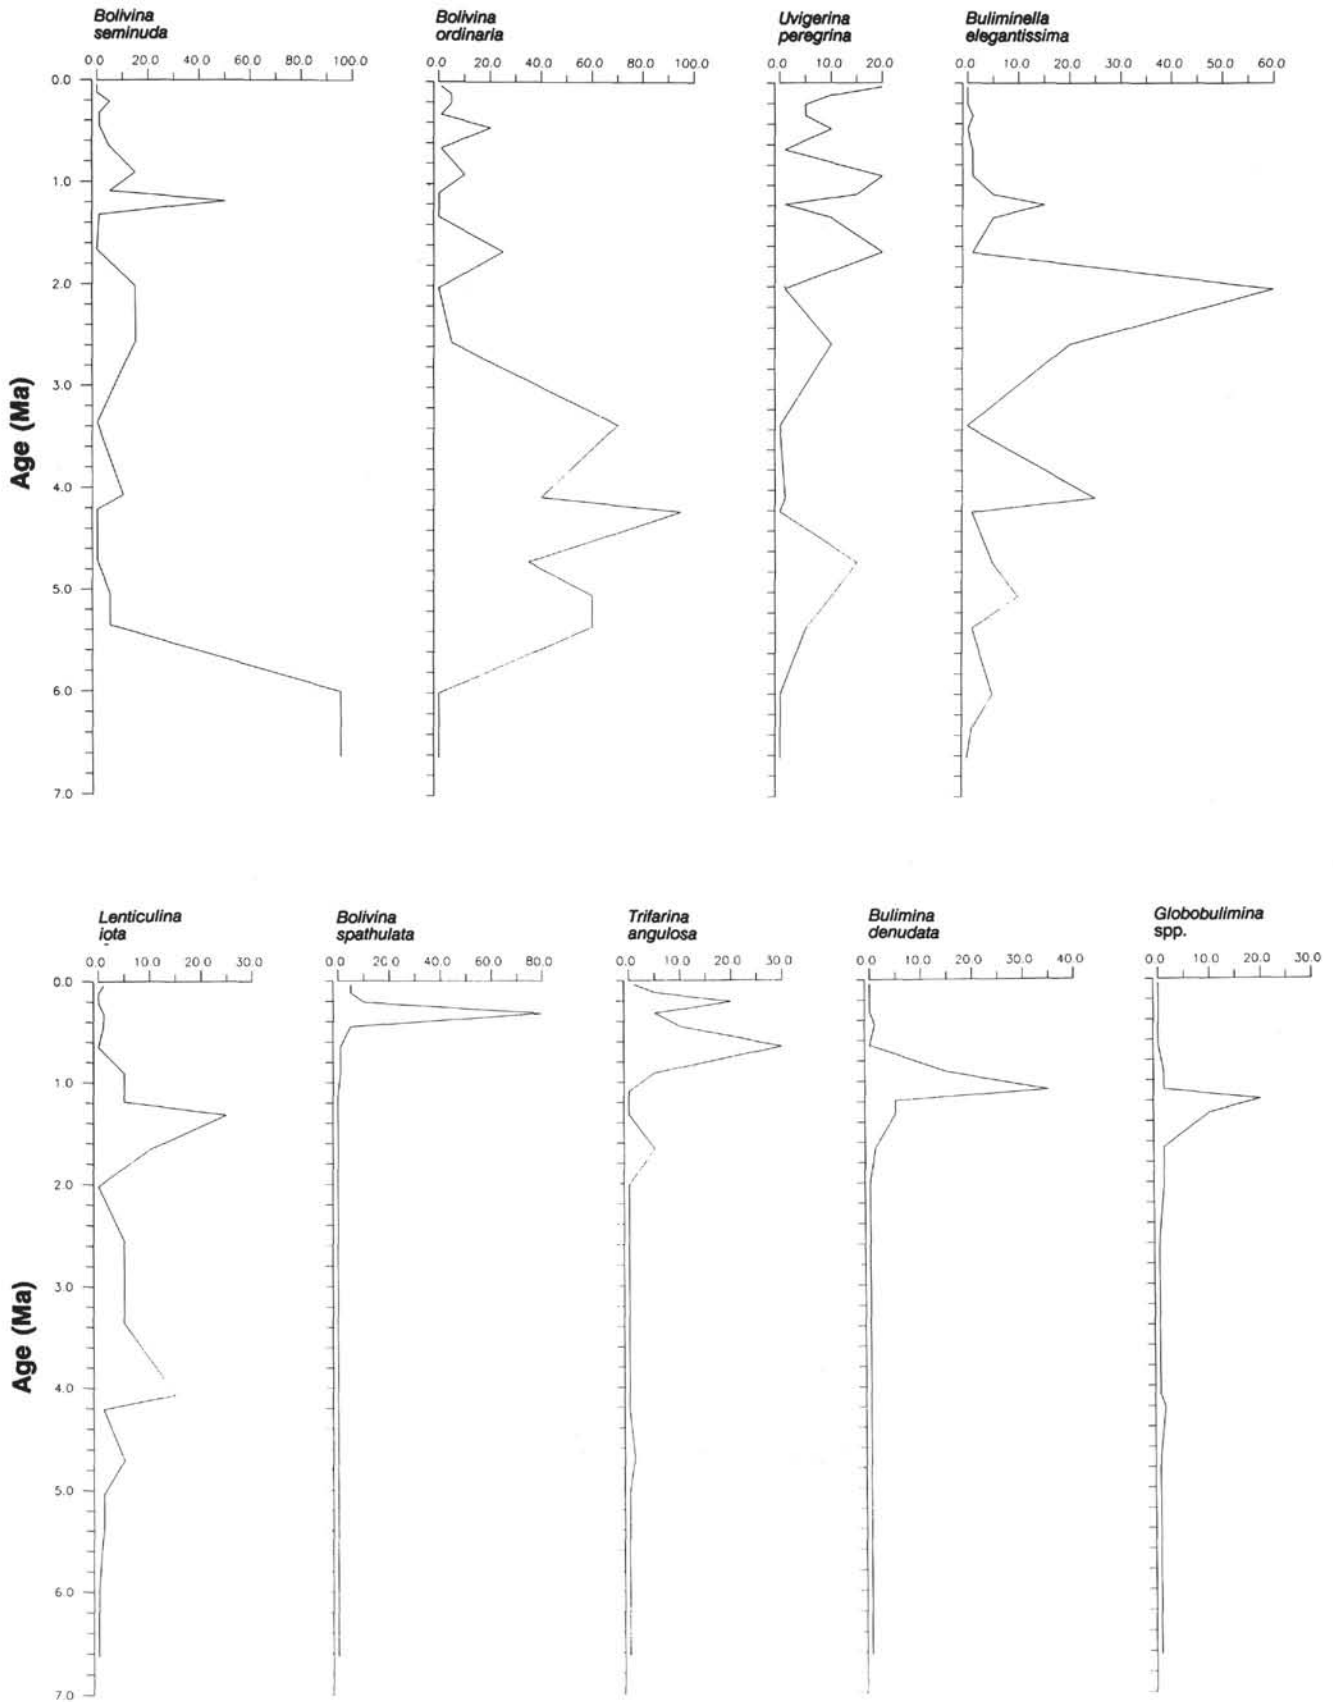 Bolivina
seminuda
Bolivina
ordinaria
Uvigerina
peregrina
Buliminella
elegantissima
0.0 20.0 40.0 60.0 80.0 100.0
0.0 20.0 40.0 60.0 80.0 100.0
0.0 10.0 20.0
0.0 10.0 20.0 30.0 40.0 50.0 60.0
0.0
1.0
2.0
3.0
4.0
5.0
6.0
7.0
Age (Ma)
Lenticulina
iota
Bolivina
spathulata
Trifarina
angulosa
Bulimina
denudata
Globobulimina
spp.
0.0 10.0 20.0 30.0
0.0 20.0 40.0 60.0 80.0
0.0 10.0 20.0 30.0
0.0 10.0 20.0 30.0 40.0
0.0 10.0 20.0 30.0
0.0
1.0
2.0
3.0
4.0
5.0
6.0
7.0
Age (Ma)